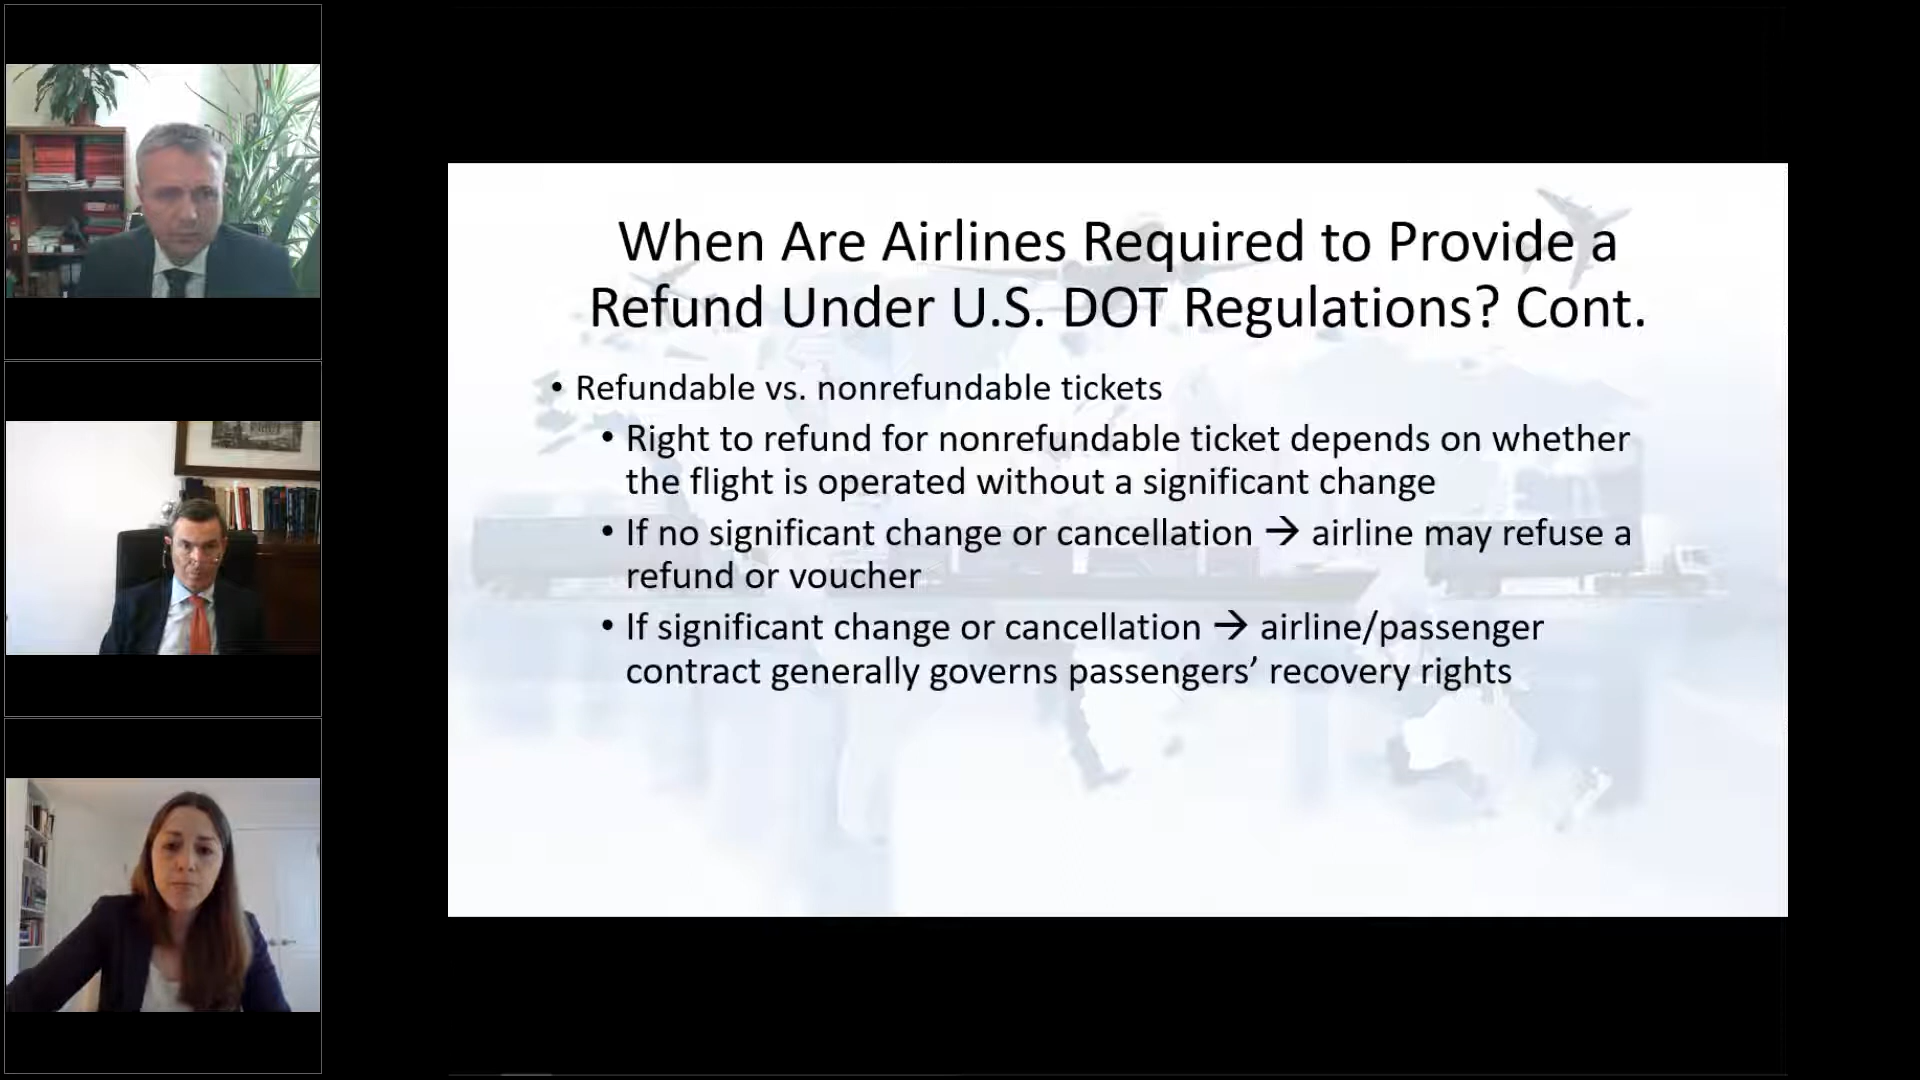 When Are Airlines Required to Provide a
Refund Under U.S. DOT Regulations? Cont.
• Refundable vs. nonrefundable tickets
• Right to refund for nonrefundable ticket depends on whether
the flight is operated without a significant change
• If no significant change or cancellation → airline may refuse a
refund or voucher
• If significant change or cancellation → airline/passenger
contract generally governs passengers’ recovery rights